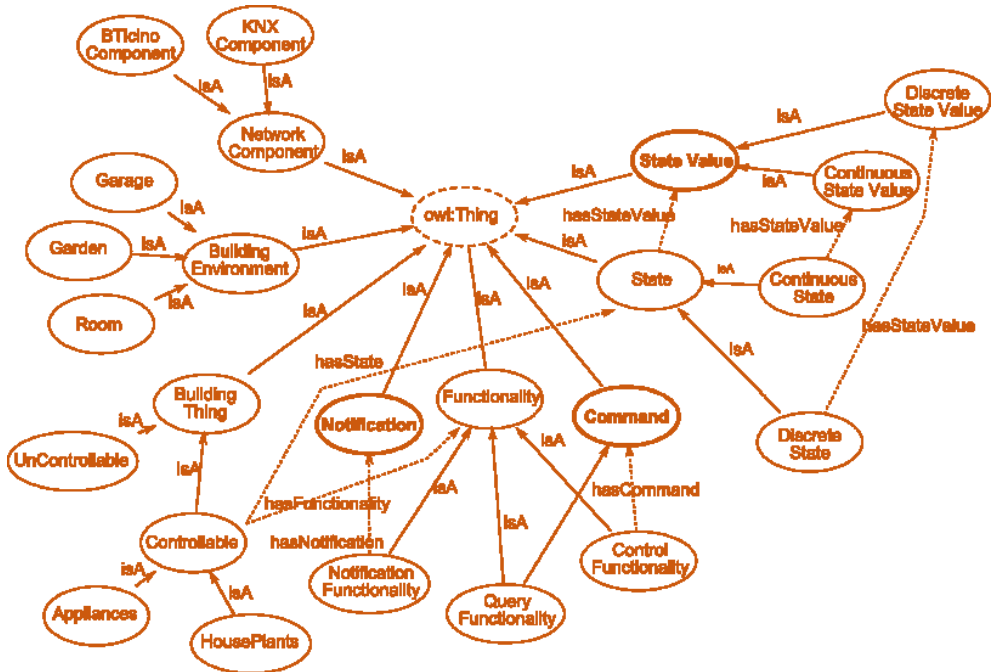 BTicino
Component
KNX
Component
IsA
IsA
Network
Component
IsA
Discrete
State Value
IsA
State Value
IsA
IsA
Continuous
State Value
Garage
IsA
owl:Thing
hasStateValue
hasStateValue
Garden
IsA
Building
Environment
IsA
IsA
State
IsA
Continuous
State
Room
IsA
IsA
IsA
IsA
IsA
hasStateValue
hasState
IsA
Building
Thing
Notification
Functionality
Command
IsA
UnControllable
IsA
IsA
Discrete
State
hasFunctionality
IsA
hasCommand
IsA
Controllable
hasNotification
Notification
Functionality
Query
Functionality
Control
Functionality
isA
Appliances
IsA
HousePlants